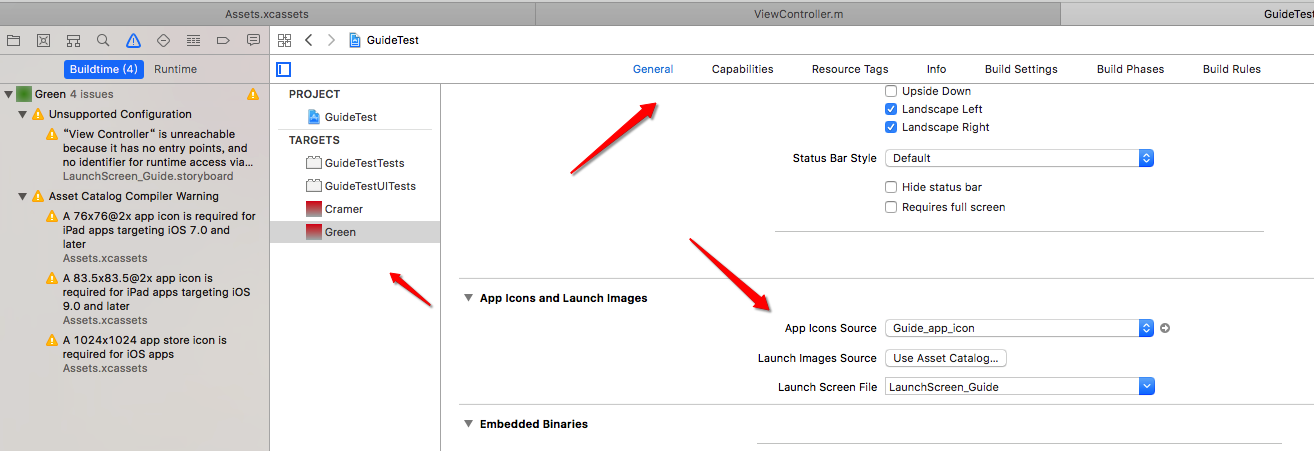 Assets.xcassets
ViewController.m
GuideTest
GuideTest
Buildtime (4)
Runtime
General
Capabilities
Resource Tags
Info
Build Settings
Build Phases
Build Rules
Green 4 issues
Unsupported Configuration
“View Controller“ is unreachable
because it has no entry points, and
no identifier for runtime access via...
LaunchScreen_Guide.storyboard
Asset Catalog Compiler Warning
A 76x76@2x app icon is required for
iPad apps targeting iOS 7.0 and
later
Assets.xcassets
A 83.5x83.5@2x app icon is
required for iPad apps targeting iOS
9.0 and later
Assets.xcassets
A 1024x1024 app store icon is
required for iOS apps
Assets.xcassets
PROJECT
GuideTest
TARGETS
GuideTestTests
GuideTestUITests
Cramer
Green
Upside Down
Landscape Left
Landscape Right
Status Bar Style
Default
Hide status bar
Requires full screen
App Icons and Launch Images
App Icons Source
Guide_app_icon
Launch Images Source
Use Asset Catalog...
Launch Screen File
LaunchScreen_Guide
Embedded Binaries